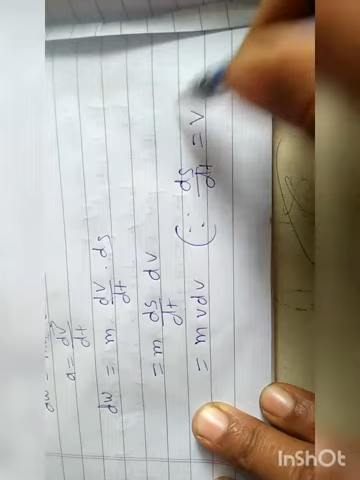 a = dv/dt
dw = m dv/dt . ds
= m ds/dt dv
= m v dv (∵ ds/dt = v
InShOt